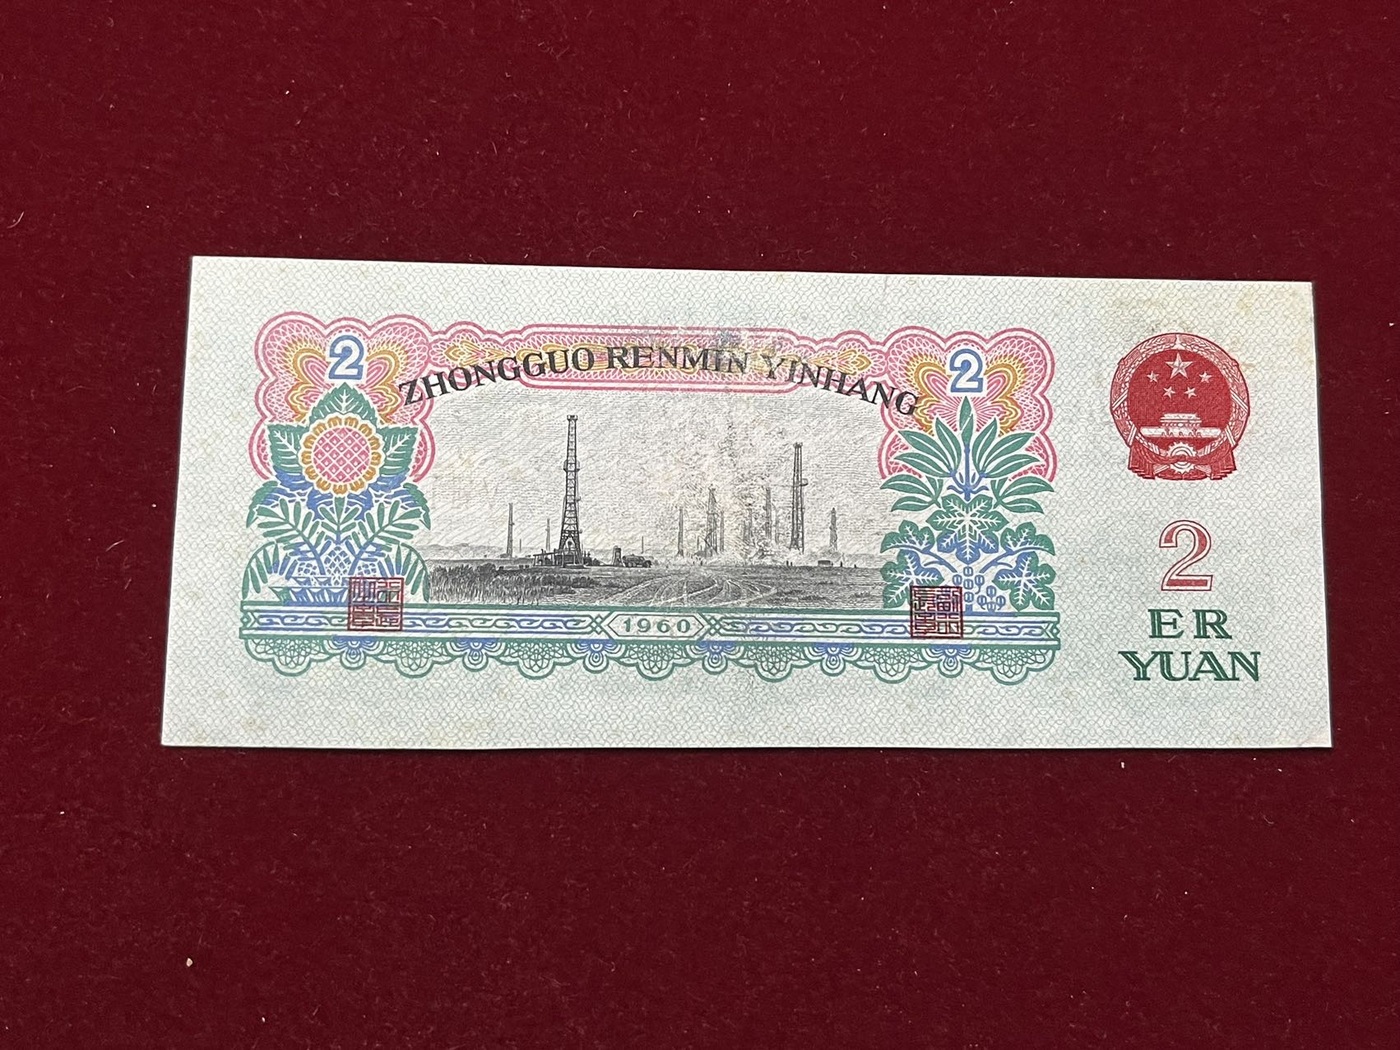 2
2
ZHONGGUO RENMIN YINHANG
1960
2
ER
YUAN